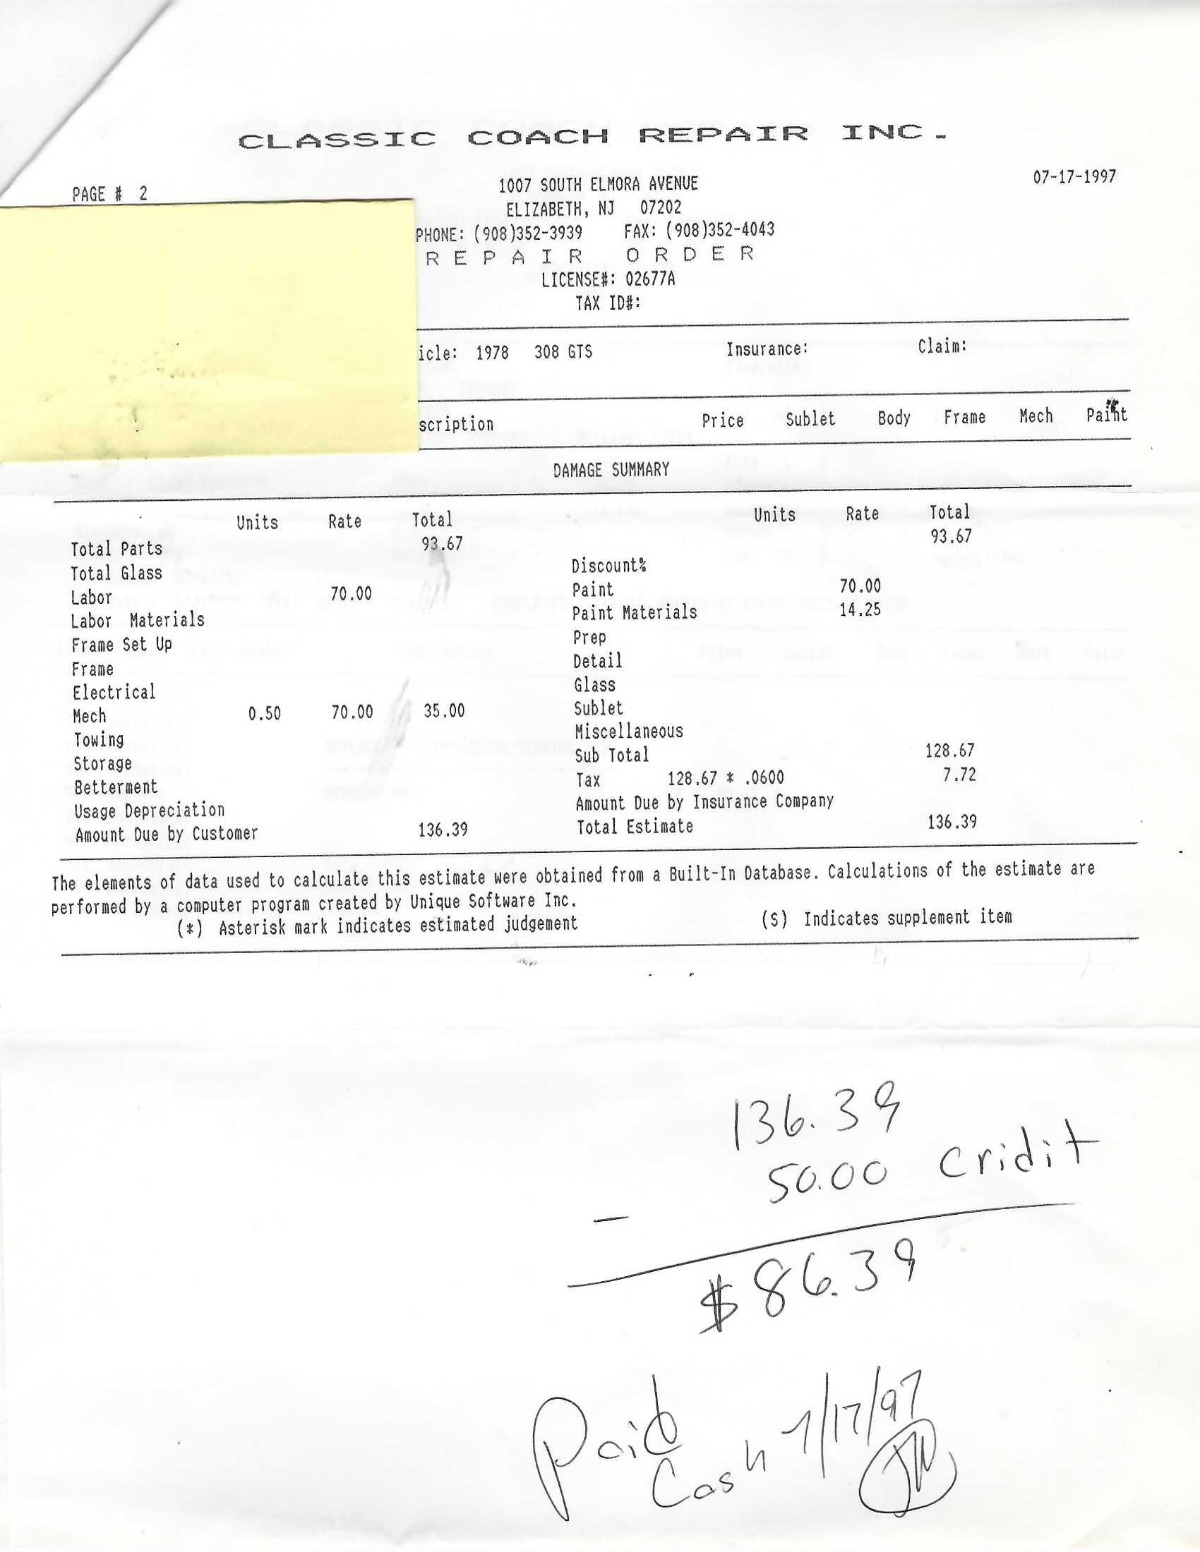 CLASSIC COACH REPAIR INC.
PAGE # 2
1007 SOUTH ELMORA AVENUE
07-17-1997
ELIZABETH, NJ 07202
PHONE: (908)352-3939 FAX: (908)352-4043
REPAIR ORDER
LICENSE#: 02677A
TAX ID#:
icle: 1978 308 GTS Insurance: Claim:
scription Price Sublet Body Frame Mech Paint
DAMAGE SUMMARY
Units Rate Total Units Rate Total
Total Parts 93.67 93.67
Total Glass Discount%
Labor 70.00 Paint 70.00
Labor Materials Paint Materials 14.25
Frame Set Up Prep
Frame Detail
Electrical Glass
Mech 0.50 70.00 35.00 Sublet
Towing Miscellaneous
Storage Sub Total 128.67
Betterment Tax 128.67 * .0600 7.72
Usage Depreciation Amount Due by Insurance Company
Amount Due by Customer 136.39 Total Estimate 136.39
The elements of data used to calculate this estimate were obtained from a Built-In Database. Calculations of the estimate are
performed by a computer program created by Unique Software Inc.
(*) Asterisk mark indicates estimated judgement (S) Indicates supplement item
136.39
- 50.00 cridit
$86.39
Paid
Cash 7/17/97